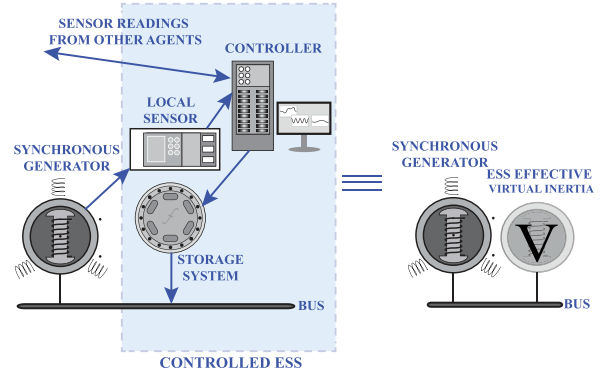 SENSOR READINGS
FROM OTHER AGENTS
CONTROLLER
LOCAL
SENSOR
SYNCHRONOUS
GENERATOR
STORAGE
SYSTEM
BUS
CONTROLLED ESS
SYNCHRONOUS
GENERATOR
ESS EFFECTIVE
VIRTUAL INERTIA
V
BUS